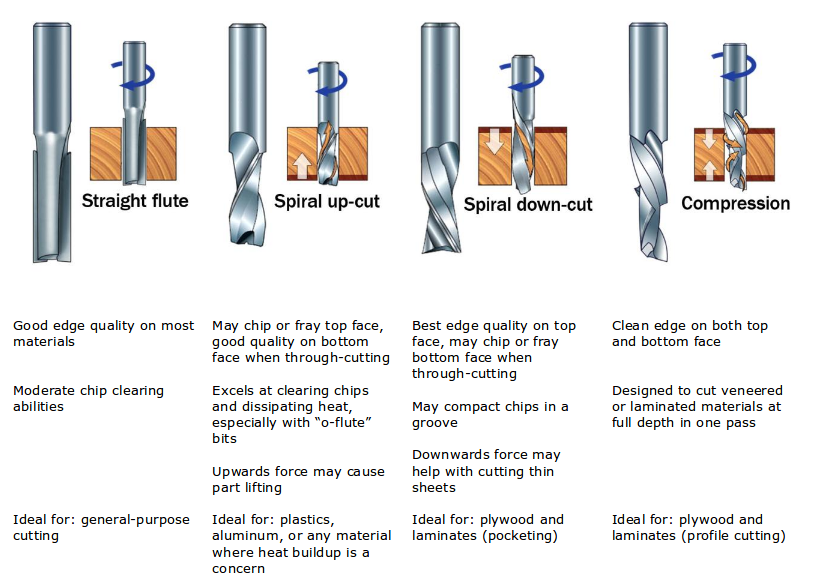 Straight flute
Spiral up-cut
Spiral down-cut
Compression
Good edge quality on most
materials
Moderate chip clearing
abilities
Ideal for: general-purpose
cutting
May chip or fray top face,
good quality on bottom
face when through-cutting
Excels at clearing chips
and dissipating heat,
especially with “o-flute”
bits
Upwards force may cause
part lifting
Ideal for: plastics,
aluminum, or any material
where heat buildup is a
concern
Best edge quality on top
face, may chip or fray
bottom face when
through-cutting
May compact chips in a
groove
Downwards force may
help with cutting thin
sheets
Ideal for: plywood and
laminates (pocketing)
Clean edge on both top
and bottom face
Designed to cut veneered
or laminated materials at
full depth in one pass
Ideal for: plywood and
laminates (profile cutting)